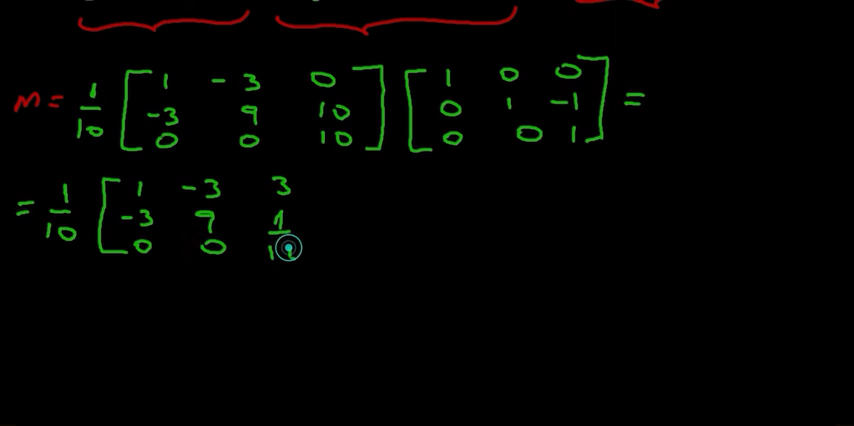 M = 1/10 [ 1 -3 0 ] [ 1 0 0 ] =
[ -3 9 10 ] [ 0 1 -1 ]
[ 0 0 10 ] [ 0 0 1 ]
= 1/10 [ 1 -3 3
-3 9 1
0 0